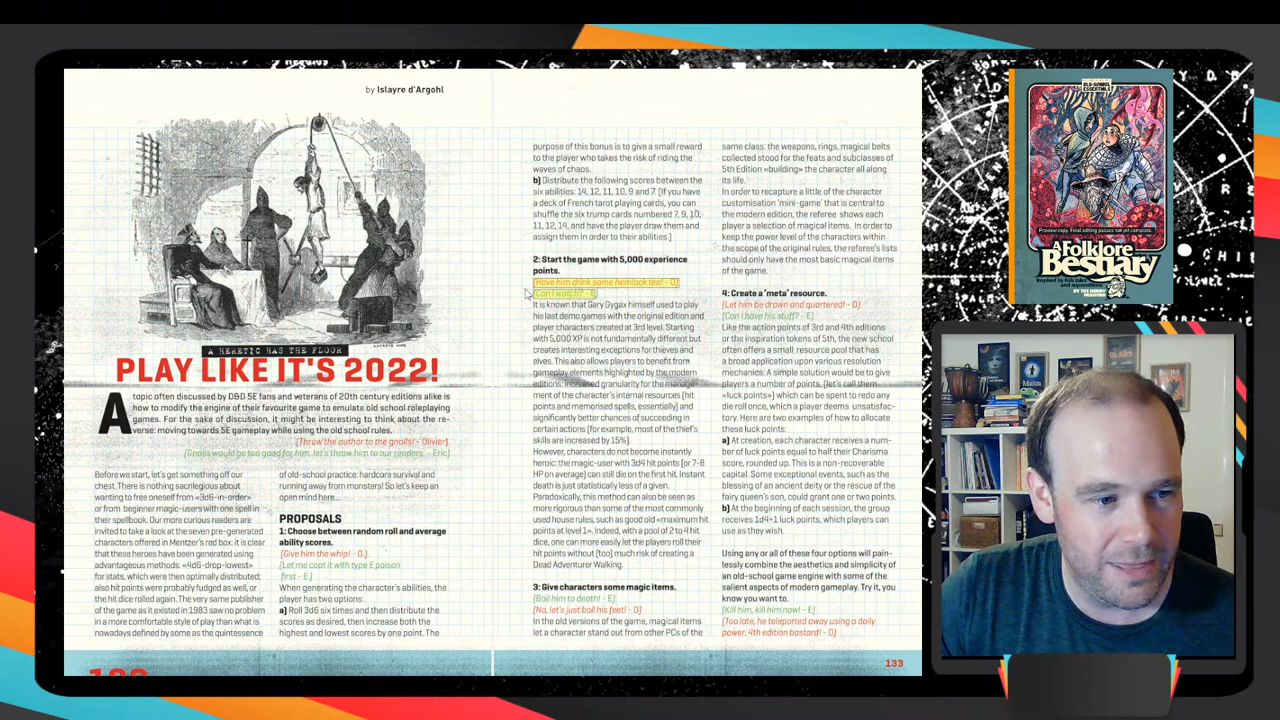 by Islayre d'Argohl
A HERETIC HAS THE FLOOR
PLAY LIKE IT'S 2022!
A topic often discussed by D&D 5E fans and veterans of 20th century editions alike is
how to modify the engine of their favourite game to emulate old school roleplaying
games. For the sake of discussion, it might be interesting to think about the re-
verse: moving towards 5E gameplay while using the old school rules.
(Throw the author to the gnolls! - Olivier).
(Gnolls would be too good for him, let's throw him to our readers. - Eric)
Before we start, let's get something off our
chest. There is nothing sacrilegious about
wanting to free oneself from «3d6-in-order»
or from beginner magic-users with one spell in
their spellbook. Our more curious readers are
invited to take a look at the seven pre-generated
characters offered in Mentzer's red box: it is clear
that these heroes have been generated using
advantageous methods: «4d6-drop-lowest»
for stats, which were then optimally distributed;
also hit points were probably fudged as well, or
the hit dice rolled again. The very same publisher
of the game as it existed in 1983 saw no problem
in a more comfortable style of play than what is
nowadays defined by some as the quintessence
of old-school practice: hardcore survival and
running away from monsters! So let's keep an
open mind here...
PROPOSALS
1: Choose between random roll and average
ability scores.
(Give him the whip! - O.).
(Let me coat it with type E poison
first - E.)
When generating the character's abilities, the
player has two options:
a) Roll 3d6 six times and then distribute the
scores as desired, then increase both the
highest and lowest scores by one point. The
purpose of this bonus is to give a small reward
to the player who takes the risk of riding the
waves of chaos.
b) Distribute the following scores between the
six abilities: 14, 12, 11, 10, 9 and 7. (If you have
a deck of French tarot playing cards, you can
shuffle the six trump cards numbered 7, 9, 10,
11, 12, 14, and have the player draw them and
assign them in order to their abilities.)
2: Start the game with 5,000 experience
points.
(Have him drink some hemlock tea! - O).
(Can I watch? - E)
It is known that Gary Gygax himself used to play
his last demo games with the original edition and
player characters created at 3rd level. Starting
with 5,000 XP is not fundamentally different but
creates interesting exceptions for thieves and
elves. This also allows players to benefit from
gameplay elements highlighted by the modern
editions: increased granularity for the manage-
ment of the character's internal resources (hit
points and memorised spells, essentially) and
significantly better chances of succeeding in
certain actions (for example, most of the thief's
skills are increased by 15%).
However, characters do not become instantly
heroic: the magic-user with 3d4 hit points (or 7-8
HP on average) can still die on the first hit. Instant
death is just statistically less of a given.
Paradoxically, this method can also be seen as
more rigorous than some of the most commonly
used house rules, such as good old «maximum hit
points at level 1». Indeed, with a pool of 2 to 4 hit
dice, one can more easily let the players roll their
hit points without (too) much risk of creating a
Dead Adventurer Walking.
3: Give characters some magic items.
(Boil him to death! - E)
(No, let's just boil his feet! - O)
In the old versions of the game, magical items
let a character stand out from other PCs of the
same class: the weapons, rings, magical belts
collected stood for the feats and subclasses of
5th Edition «building» the character all along
its life.
In order to recapture a little of the character
customisation 'mini-game' that is central to
the modern edition, the referee shows each
player a selection of magical items. In order to
keep the power level of the characters within
the scope of the original rules, the referee's lists
should only have the most basic magical items
of the game.
4: Create a "meta" resource.
(Let him be drawn and quartered! - O).
(Can I have his stuff? - E)
Like the action points of 3rd and 4th editions
or the inspiration tokens of 5th, the new school
often offers a small resource pool that has
a broad application upon various resolution
mechanics. A simple solution would be to give
players a number of points, (let's call them
«luck points») which can be spent to redo any
die roll once, which a player deems unsatisfac-
tory. Here are two examples of how to allocate
these luck points:
a) At creation, each character receives a num-
ber of luck points equal to half their Charisma
score, rounded up. This is a non-recoverable
capital. Some exceptional events, such as the
blessing of an ancient deity or the rescue of the
fairy queen's son, could grant one or two points.
b) At the beginning of each session, the group
receives 1d4+1 luck points, which players can
use as they wish.
Using any or all of these four options will pain-
lessly combine the aesthetics and simplicity of
an old-school game engine with some of the
salient aspects of modern gameplay. Try it, you
know you want to.
(Kill him, kill him now! - E)
(Too late, he teleported away using a daily
power. 4th edition bastard! - O)
133
OLD-SCHOOL
ESSENTIALS
Preview copy. Final editing passes not yet complete.
A Folklore
Bestiary
Matilda